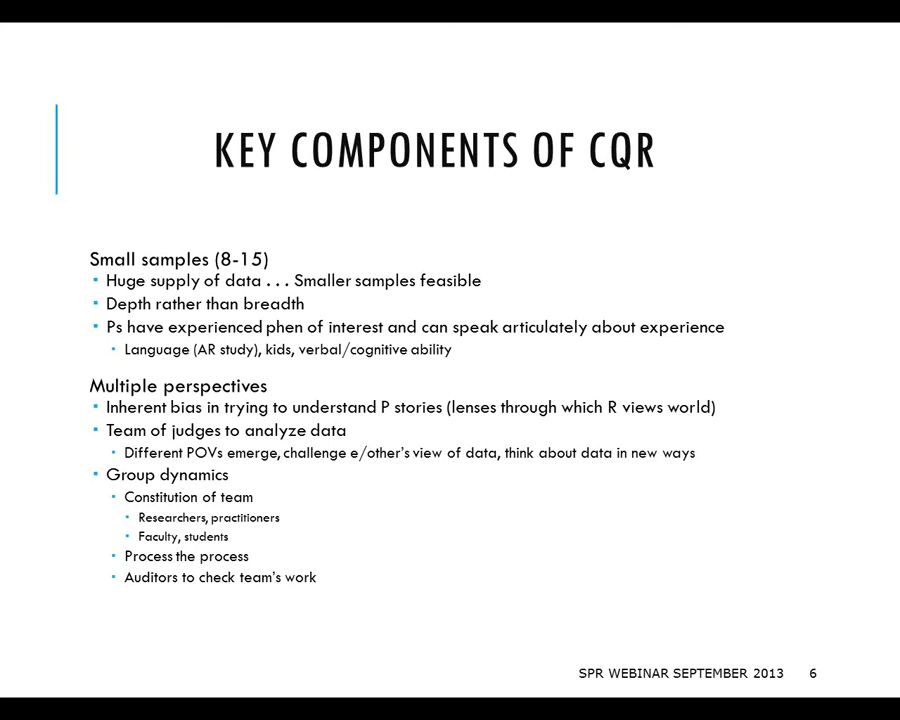 KEY COMPONENTS OF CQR
Small samples (8-15)
▪ Huge supply of data . . . Smaller samples feasible
▪ Depth rather than breadth
▪ Ps have experienced phen of interest and can speak articulately about experience
▪ Language (AR study), kids, verbal/cognitive ability
Multiple perspectives
▪ Inherent bias in trying to understand P stories (lenses through which R views world)
▪ Team of judges to analyze data
▪ Different POVs emerge, challenge e/other's view of data, think about data in new ways
▪ Group dynamics
▪ Constitution of team
▪ Researchers, practitioners
▪ Faculty, students
▪ Process the process
▪ Auditors to check team's work
SPR WEBINAR SEPTEMBER 2013 6